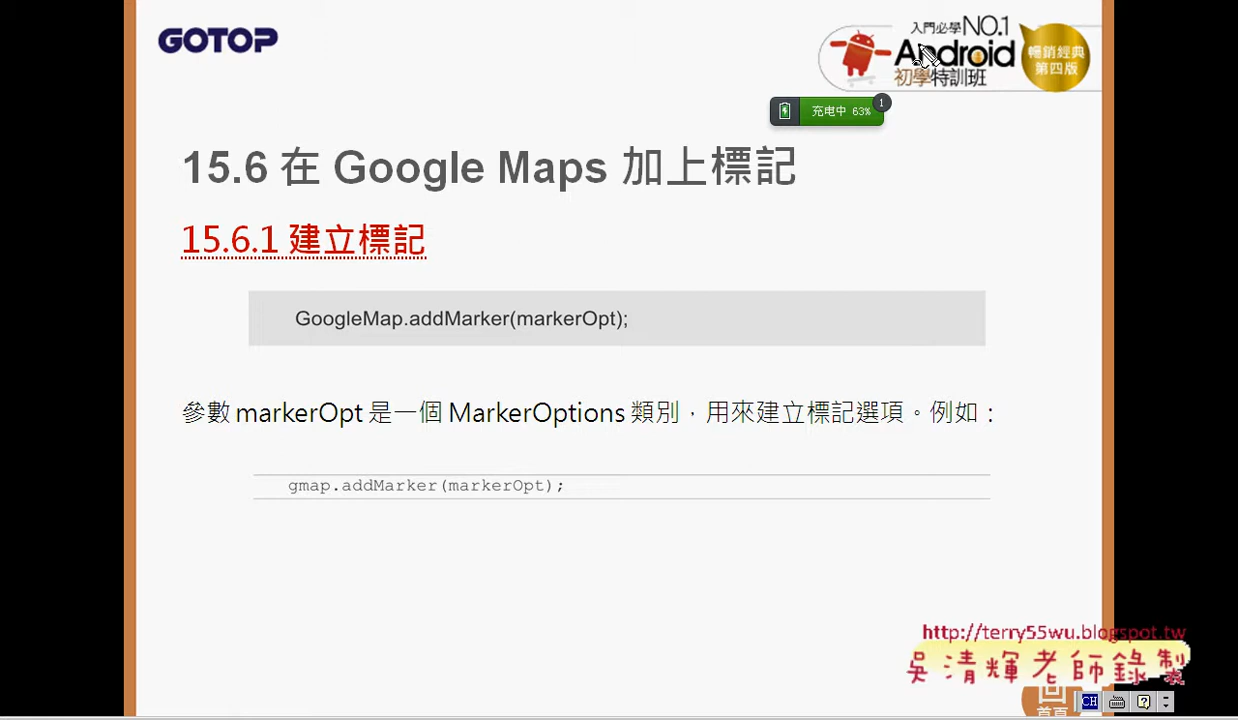 GOTOP
入門必學NO.1
Android
初學特訓班
暢銷經典
第四版
充电中 63%
1
15.6 在 Google Maps 加上標記
15.6.1 建立標記
GoogleMap.addMarker(markerOpt);
參數 markerOpt 是一個 MarkerOptions 類別，用來建立標記選項。例如：
gmap.addMarker(markerOpt);
http://terry55wu.blogspot.tw
吳清輝老師錄製
回
首頁
CH